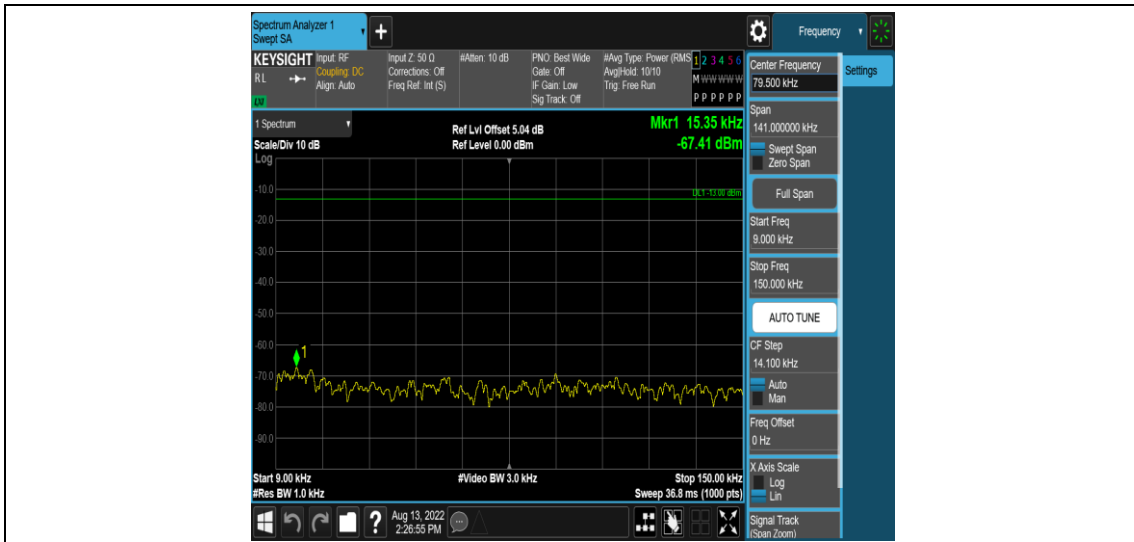 Spectrum Analyzer 1
Swept SA
+
Frequency
KEYSIGHT
RL
LM
Input: RF
Coupling: DC
Align: Auto
Input Z: 50 Ω
Corrections: Off
Freq Ref: Int (S)
#Atten: 10 dB
PNO: Best Wide
Gate: Off
IF Gain: Low
Sig Track: Off
#Avg Type: Power (RMS
Avg|Hold: 10/10
Trig: Free Run
1 2 3 4 5 6
M W W W W W
P P P P P P
1 Spectrum
Scale/Div 10 dB
Ref Lvl Offset 5.04 dB
Ref Level 0.00 dBm
Mkr1 15.35 kHz
-67.41 dBm
Log
DL1 -13.00 dBm
-10.0
-20.0
-30.0
-40.0
-50.0
-60.0
-70.0
-80.0
-90.0
1
Start 9.00 kHz
#Res BW 1.0 kHz
#Video BW 3.0 kHz
Stop 150.00 kHz
Sweep 36.8 ms (1000 pts)
?
Aug 13, 2022
2:26:55 PM
Center Frequency
79.500 kHz
Settings
Span
141.000000 kHz
Swept Span
Zero Span
Full Span
Start Freq
9.000 kHz
Stop Freq
150.000 kHz
AUTO TUNE
CF Step
14.100 kHz
Auto
Man
Freq Offset
0 Hz
X Axis Scale
Log
Lin
Signal Track
(Span Zoom)